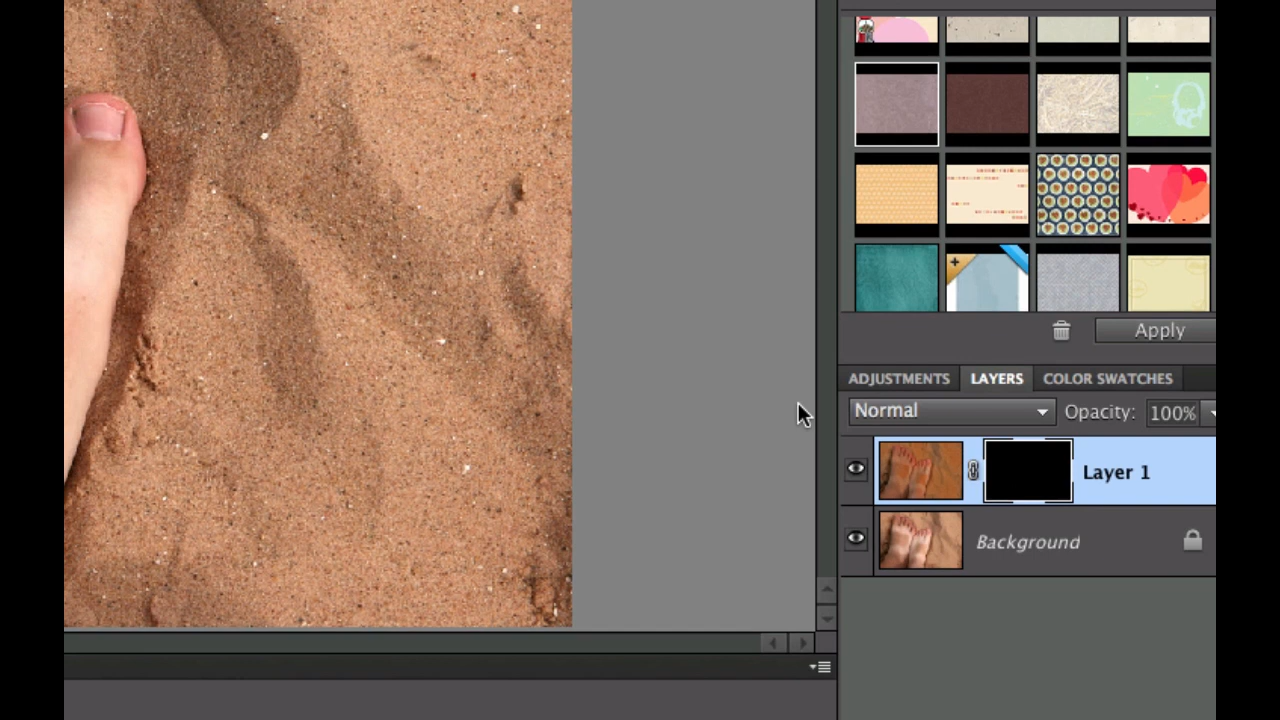 Apply
ADJUSTMENTS LAYERS COLOR SWATCHES
Normal Opacity: 100%
Layer 1
Background